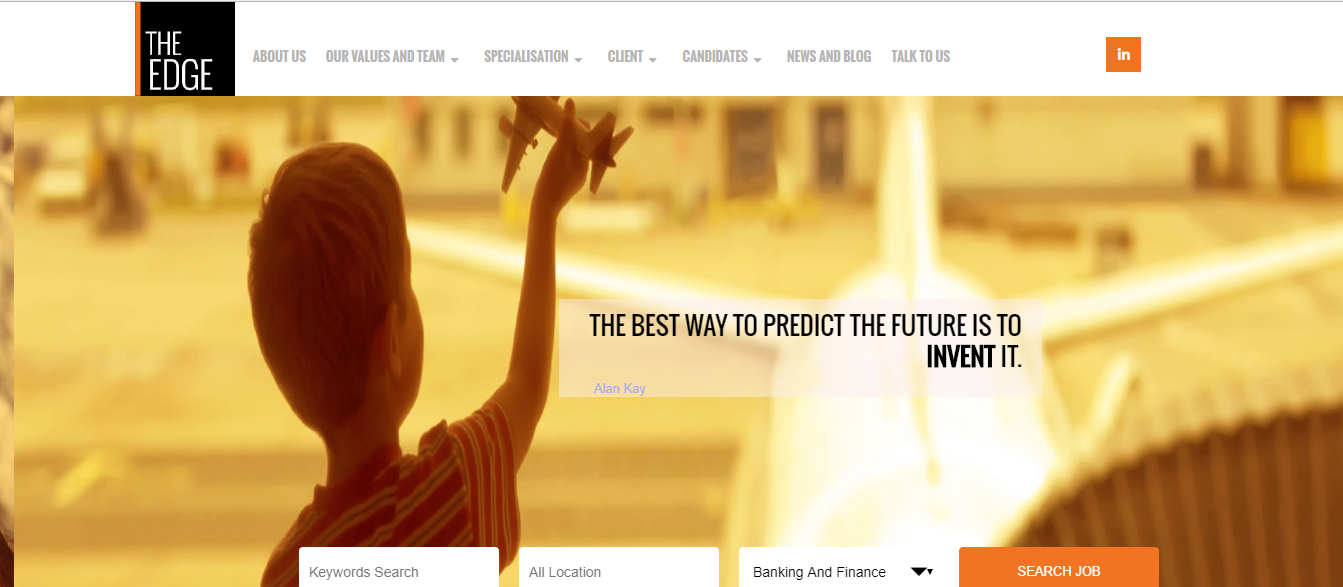 THE
EDGE
ABOUT US
OUR VALUES AND TEAM
SPECIALISATION
CLIENT
CANDIDATES
NEWS AND BLOG
TALK TO US
in
THE BEST WAY TO PREDICT THE FUTURE IS TO
INVENT IT.
Alan Kay
Keywords Search
All Location
Banking And Finance
SEARCH JOB